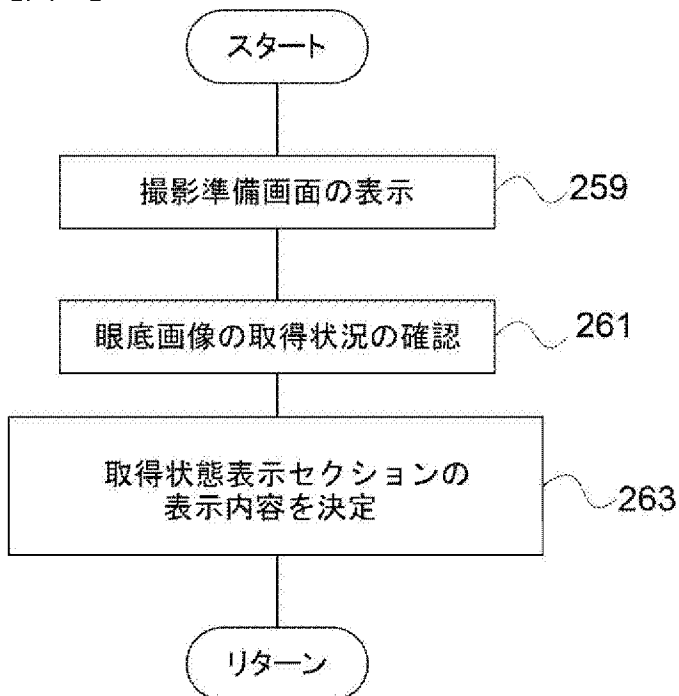 スタート
撮影準備画面の表示
259
眼底画像の取得状況の確認
261
取得状態表示セクションの
表示内容を決定
263
リターン